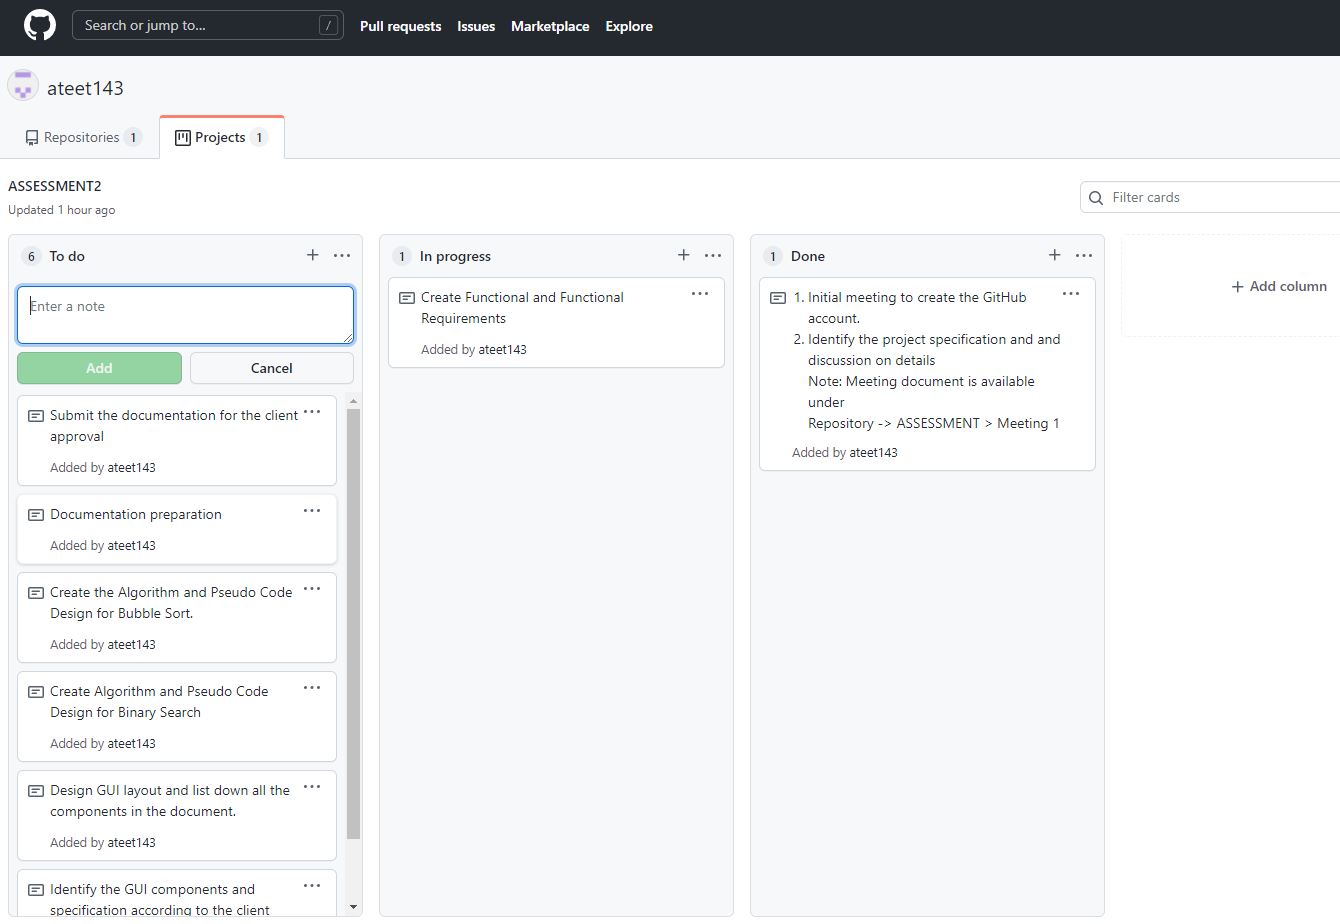 Search or jump to...
/
Pull requests
Issues
Marketplace
Explore
ateet143
Repositories 1
Projects 1
ASSESSMENT2
Updated 1 hour ago
Filter cards
6 To do
Enter a note
Add
Cancel
Submit the documentation for the client
approval
Added by ateet143
Documentation preparation
Added by ateet143
Create the Algorithm and Pseudo Code
Design for Bubble Sort.
Added by ateet143
Create Algorithm and Pseudo Code
Design for Binary Search
Added by ateet143
Design GUI layout and list down all the
components in the document.
Added by ateet143
Identify the GUI components and
specification according to the client
1 In progress
Create Functional and Functional
Requirements
Added by ateet143
1 Done
1. Initial meeting to create the GitHub
account.
2. Identify the project specification and and
discussion on details
Note: Meeting document is available
under
Repository -> ASSESSMENT > Meeting 1
Added by ateet143
+ Add column